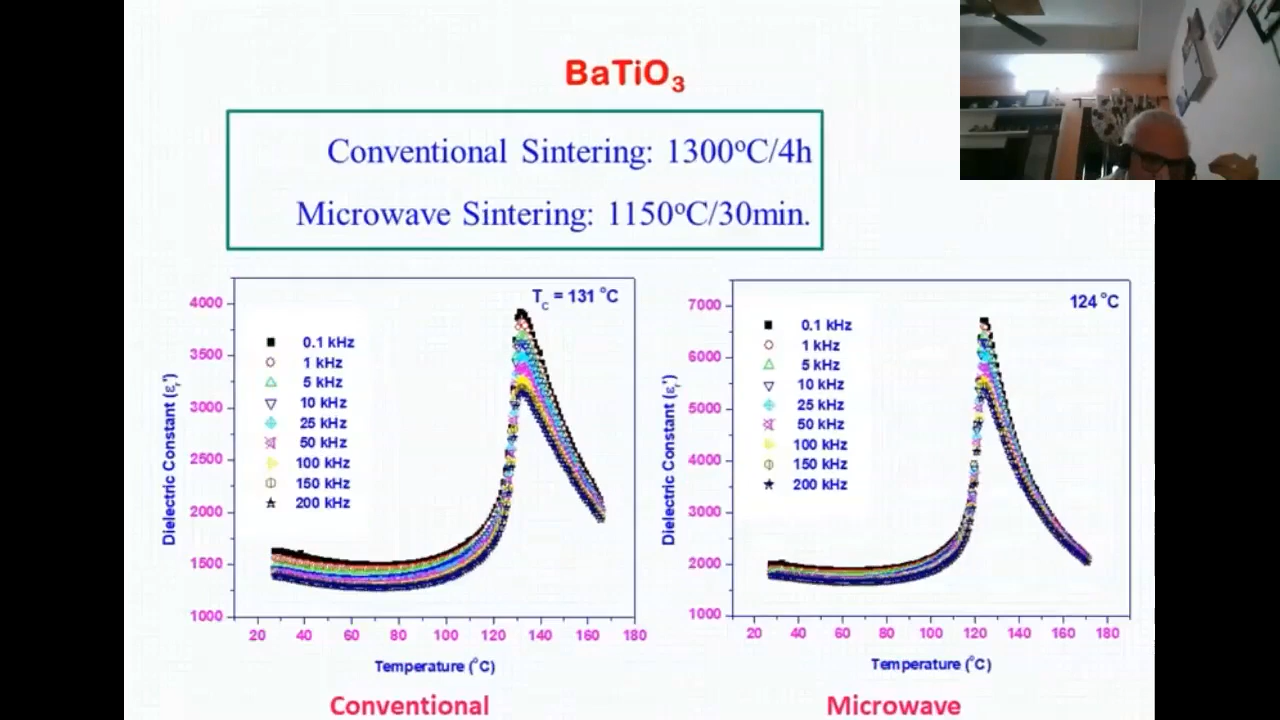 BaTiO₃
Conventional Sintering: 1300°C/4h
Microwave Sintering: 1150°C/30min.
T_C = 131 °C
4000
3500
3000
2500
2000
1500
1000
Dielectric Constant (εᵣ')
0.1 kHz
1 kHz
5 kHz
10 kHz
25 kHz
50 kHz
100 kHz
150 kHz
200 kHz
20 40 60 80 100 120 140 160 180
Temperature (°C)
Conventional
124 °C
7000
6000
5000
4000
3000
2000
1000
Dielectric Constant (εᵣ')
0.1 kHz
1 kHz
5 kHz
10 kHz
25 kHz
50 kHz
100 kHz
150 kHz
200 kHz
20 40 60 80 100 120 140 160 180
Temperature (°C)
Microwave